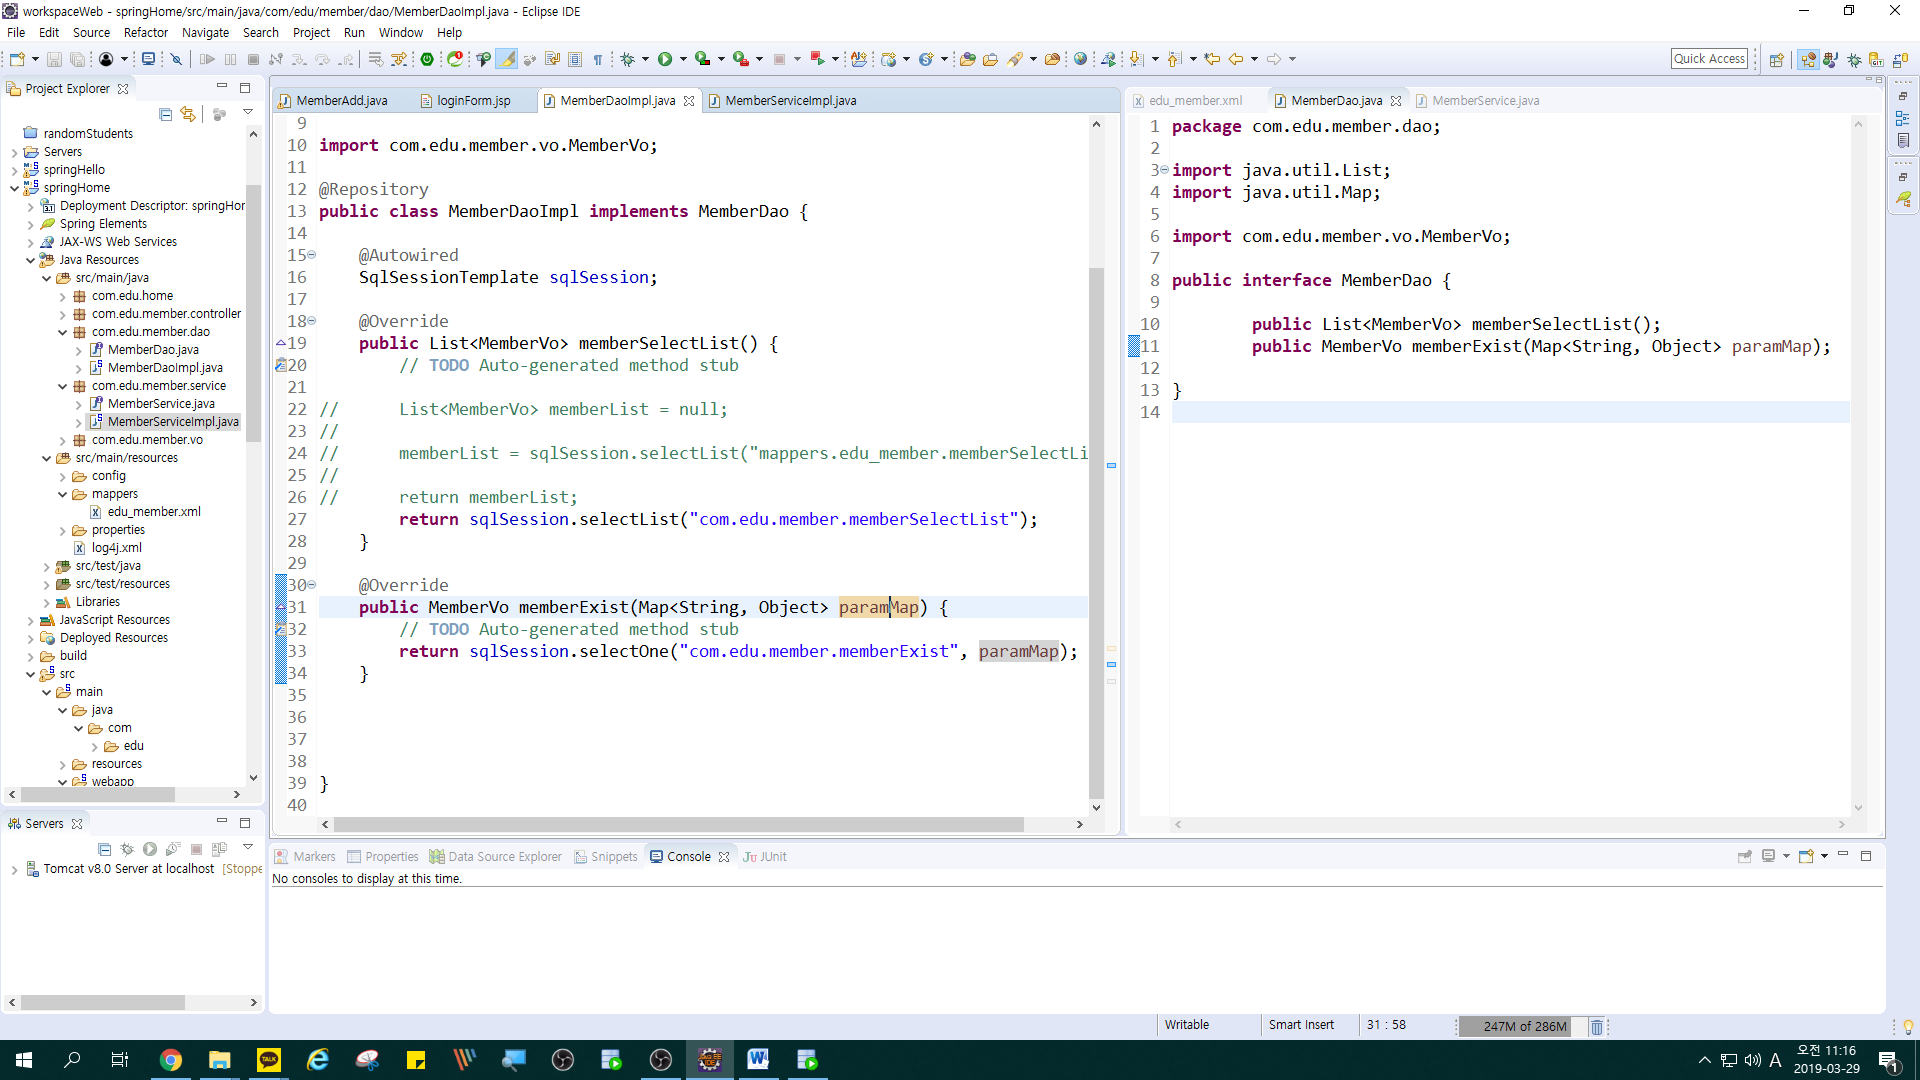 workspaceWeb - springHome/src/main/java/com/edu/member/dao/MemberDaoImpl.java - Eclipse IDE
File Edit Source Refactor Navigate Search Project Run Window Help
Quick Access
Project Explorer
randomStudents
Servers
springHello
springHome
Deployment Descriptor: springHor
Spring Elements
JAX-WS Web Services
Java Resources
src/main/java
com.edu.home
com.edu.member.controller
com.edu.member.dao
MemberDao.java
MemberDaoImpl.java
com.edu.member.service
MemberService.java
MemberServiceImpl.java
com.edu.member.vo
src/main/resources
config
mappers
edu_member.xml
properties
log4j.xml
src/test/java
src/test/resources
Libraries
JavaScript Resources
Deployed Resources
build
src
main
java
com
edu
resources
webapp
Servers
Tomcat v8.0 Server at localhost [Stoppe
MemberAdd.java loginForm.jsp MemberDaoImpl.java MemberServiceImpl.java
9
10 import com.edu.member.vo.MemberVo;
11
12 @Repository
13 public class MemberDaoImpl implements MemberDao {
14
15 @Autowired
16 SqlSessionTemplate sqlSession;
17
18 @Override
19 public List<MemberVo> memberSelectList() {
20 // TODO Auto-generated method stub
21
22 // List<MemberVo> memberList = null;
23 //
24 // memberList = sqlSession.selectList("mappers.edu_member.memberSelectLi
25 //
26 // return memberList;
27 return sqlSession.selectList("com.edu.member.memberSelectList");
28 }
29
30 @Override
31 public MemberVo memberExist(Map<String, Object> paramMap) {
32 // TODO Auto-generated method stub
33 return sqlSession.selectOne("com.edu.member.memberExist", paramMap);
34 }
35
36
37
38
39 }
40
edu_member.xml MemberDao.java MemberService.java
1 package com.edu.member.dao;
2
3 import java.util.List;
4 import java.util.Map;
5
6 import com.edu.member.vo.MemberVo;
7
8 public interface MemberDao {
9
10 public List<MemberVo> memberSelectList();
11 public MemberVo memberExist(Map<String, Object> paramMap);
12
13 }
14
Markers Properties Data Source Explorer Snippets Console JUnit
No consoles to display at this time.
Writable Smart Insert 31 : 58 247M of 286M
TALK
A
오전 11:16
2019-03-29
1